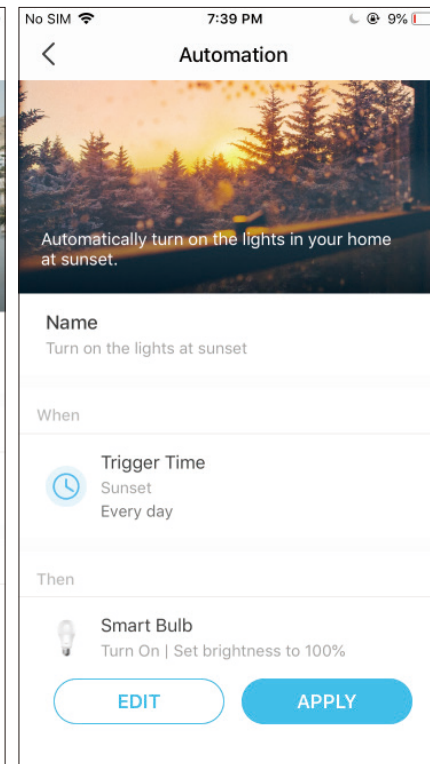 No SIM 7:39 PM 9%
Automation
Automatically turn on the lights in your home
at sunset.
Name
Turn on the lights at sunset
When
Trigger Time
Sunset
Every day
Then
Smart Bulb
Turn On | Set brightness to 100%
EDIT APPLY